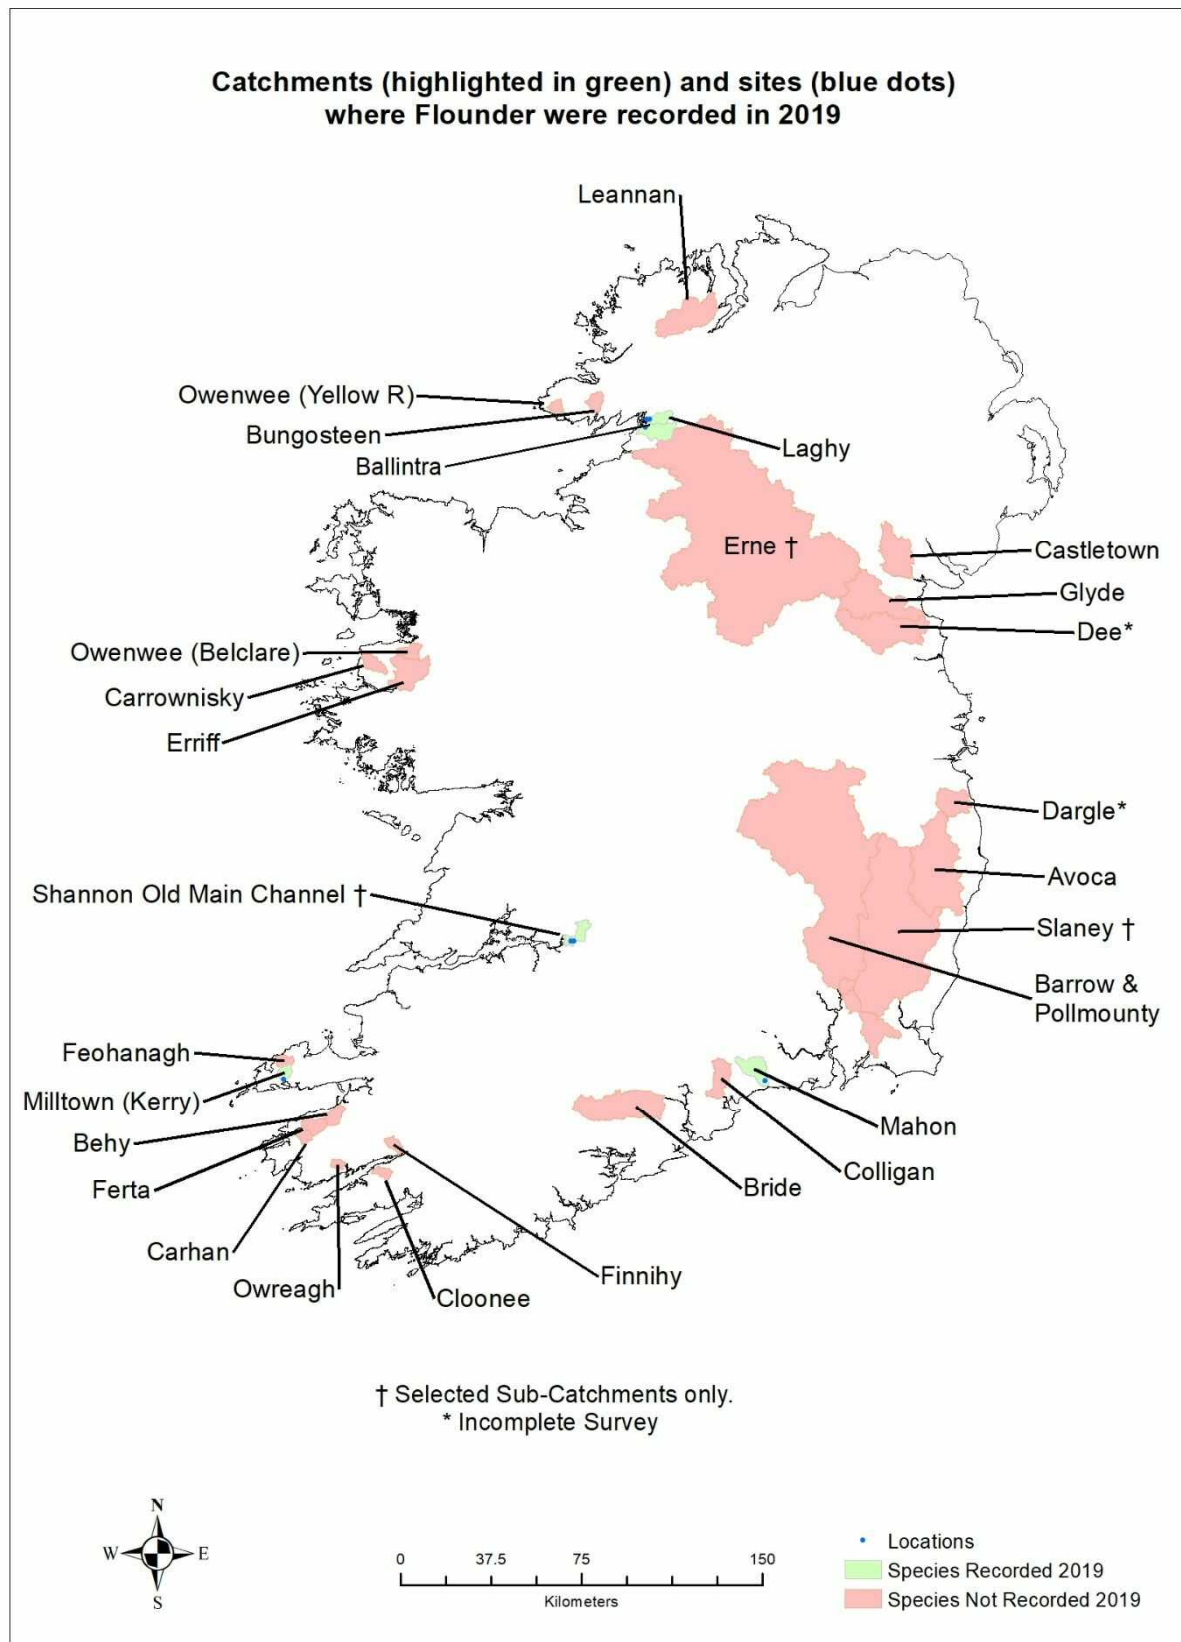 Catchments (highlighted in green) and sites (blue dots)
where Flounder were recorded in 2019
Leannan
Owenwee (Yellow R)
Bungosteen
Ballintra
Laghy
Erne †
Castletown
Glyde
Dee*
Owenwee (Belclare)
Carrownisky
Erriff
Dargle*
Avoca
Shannon Old Main Channel †
Slaney †
Barrow &
Pollmounty
Feohanagh
Milltown (Kerry)
Behy
Ferta
Carhan
Owreagh
Cloonee
Finnihy
Bride
Colligan
Mahon
† Selected Sub-Catchments only.
* Incomplete Survey
N
W E
S
0 37.5 75 150
Kilometers
Locations
Species Recorded 2019
Species Not Recorded 2019